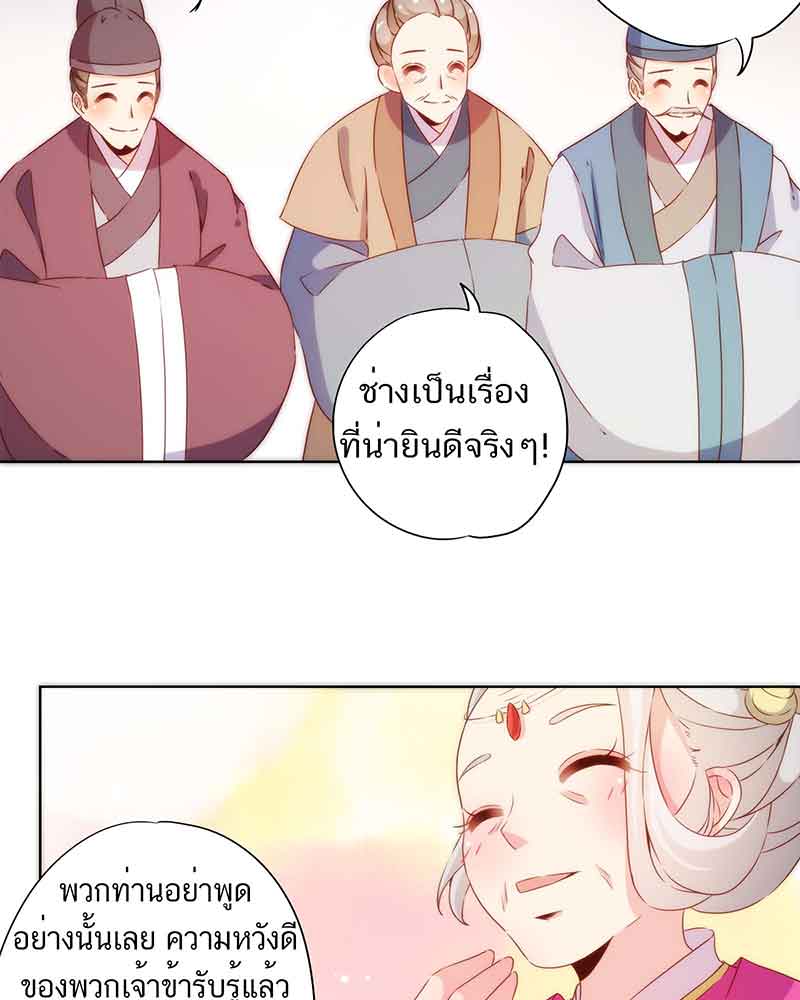 ช่างเป็นเรื่อง
ที่น่ายินดีจริงๆ!
พวกท่านอย่าพูด
อย่างนั้นเลย ความหวังดี
ของพวกเจ้าข้ารับรู้แล้ว